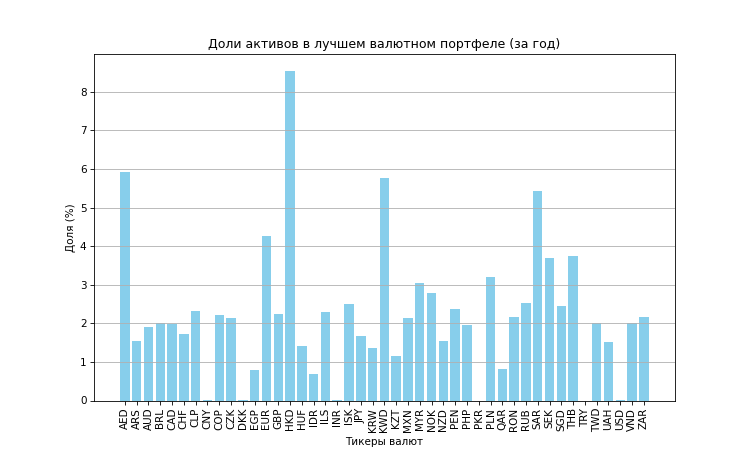 Доли активов в лучшем валютном портфеле (за год)
Доля (%)
8
7
6
5
4
3
2
1
0
AED ARS AUD BRL CAD CHF CLP CNY COP CZK DKK EGP EUR GBP HKD HUF IDR ILS INR ISK JPY KRW KWD KZT MXN MYR NOK NZD PEN PHP PKR PLN QAR RON RUB SAR SEK SGD THB TRY TWD UAH USD VND ZAR
Тикеры валют